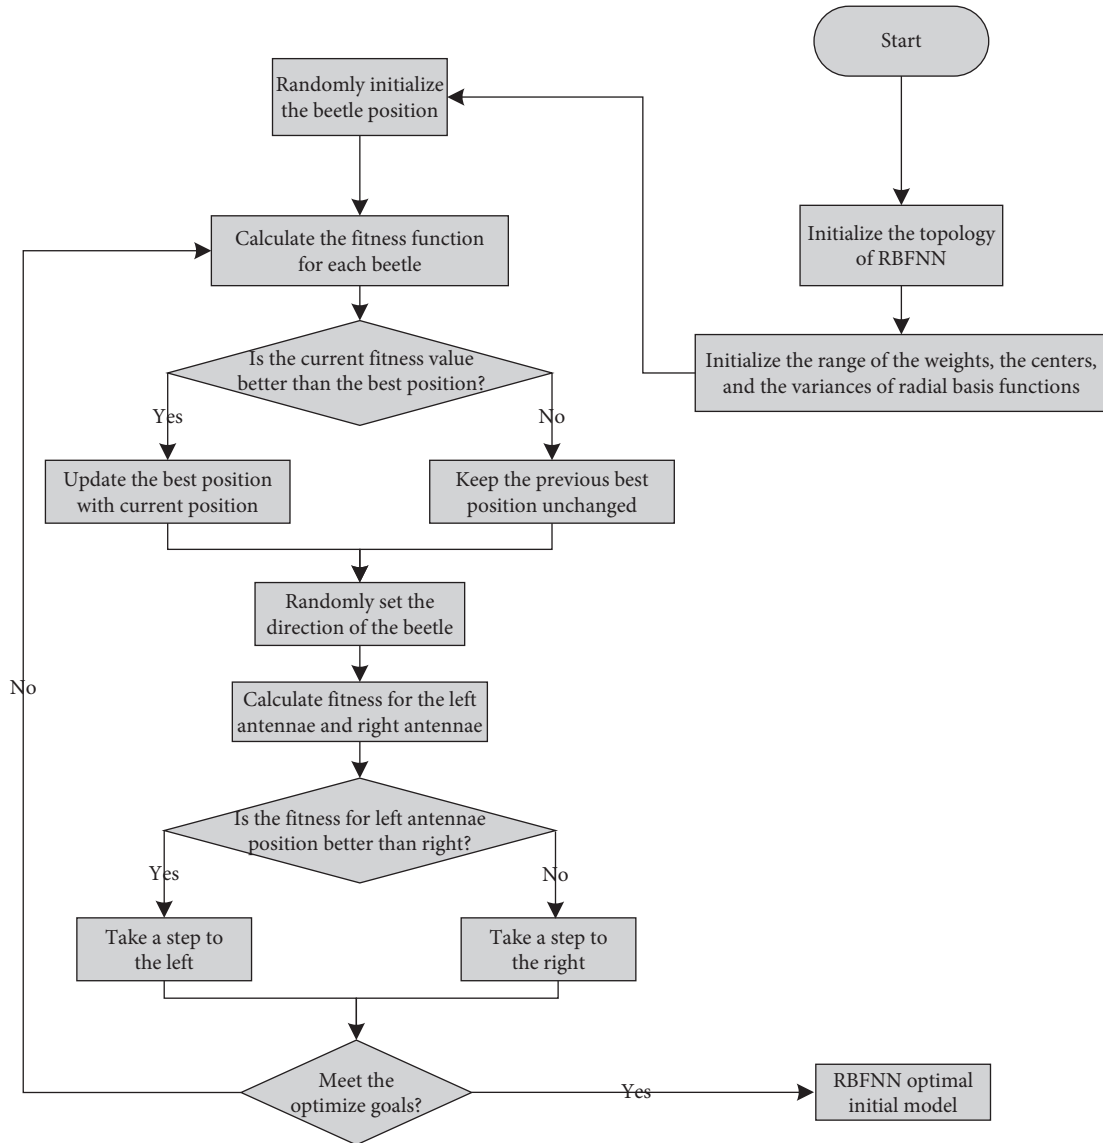 Start
Initialize the topology
of RBFNN
Initialize the range of the weights, the centers,
and the variances of radial basis functions
Randomly initialize
the beetle position
Calculate the fitness function
for each beetle
Is the current fitness value
better than the best position?
Yes
No
Update the best position
with current position
Keep the previous best
position unchanged
Randomly set the
direction of the beetle
Calculate fitness for the left
antennae and right antennae
Is the fitness for left antennae
position better than right?
Yes
No
Take a step to
the left
Take a step to
the right
Meet the
optimize goals?
No
Yes
RBFNN optimal
initial model